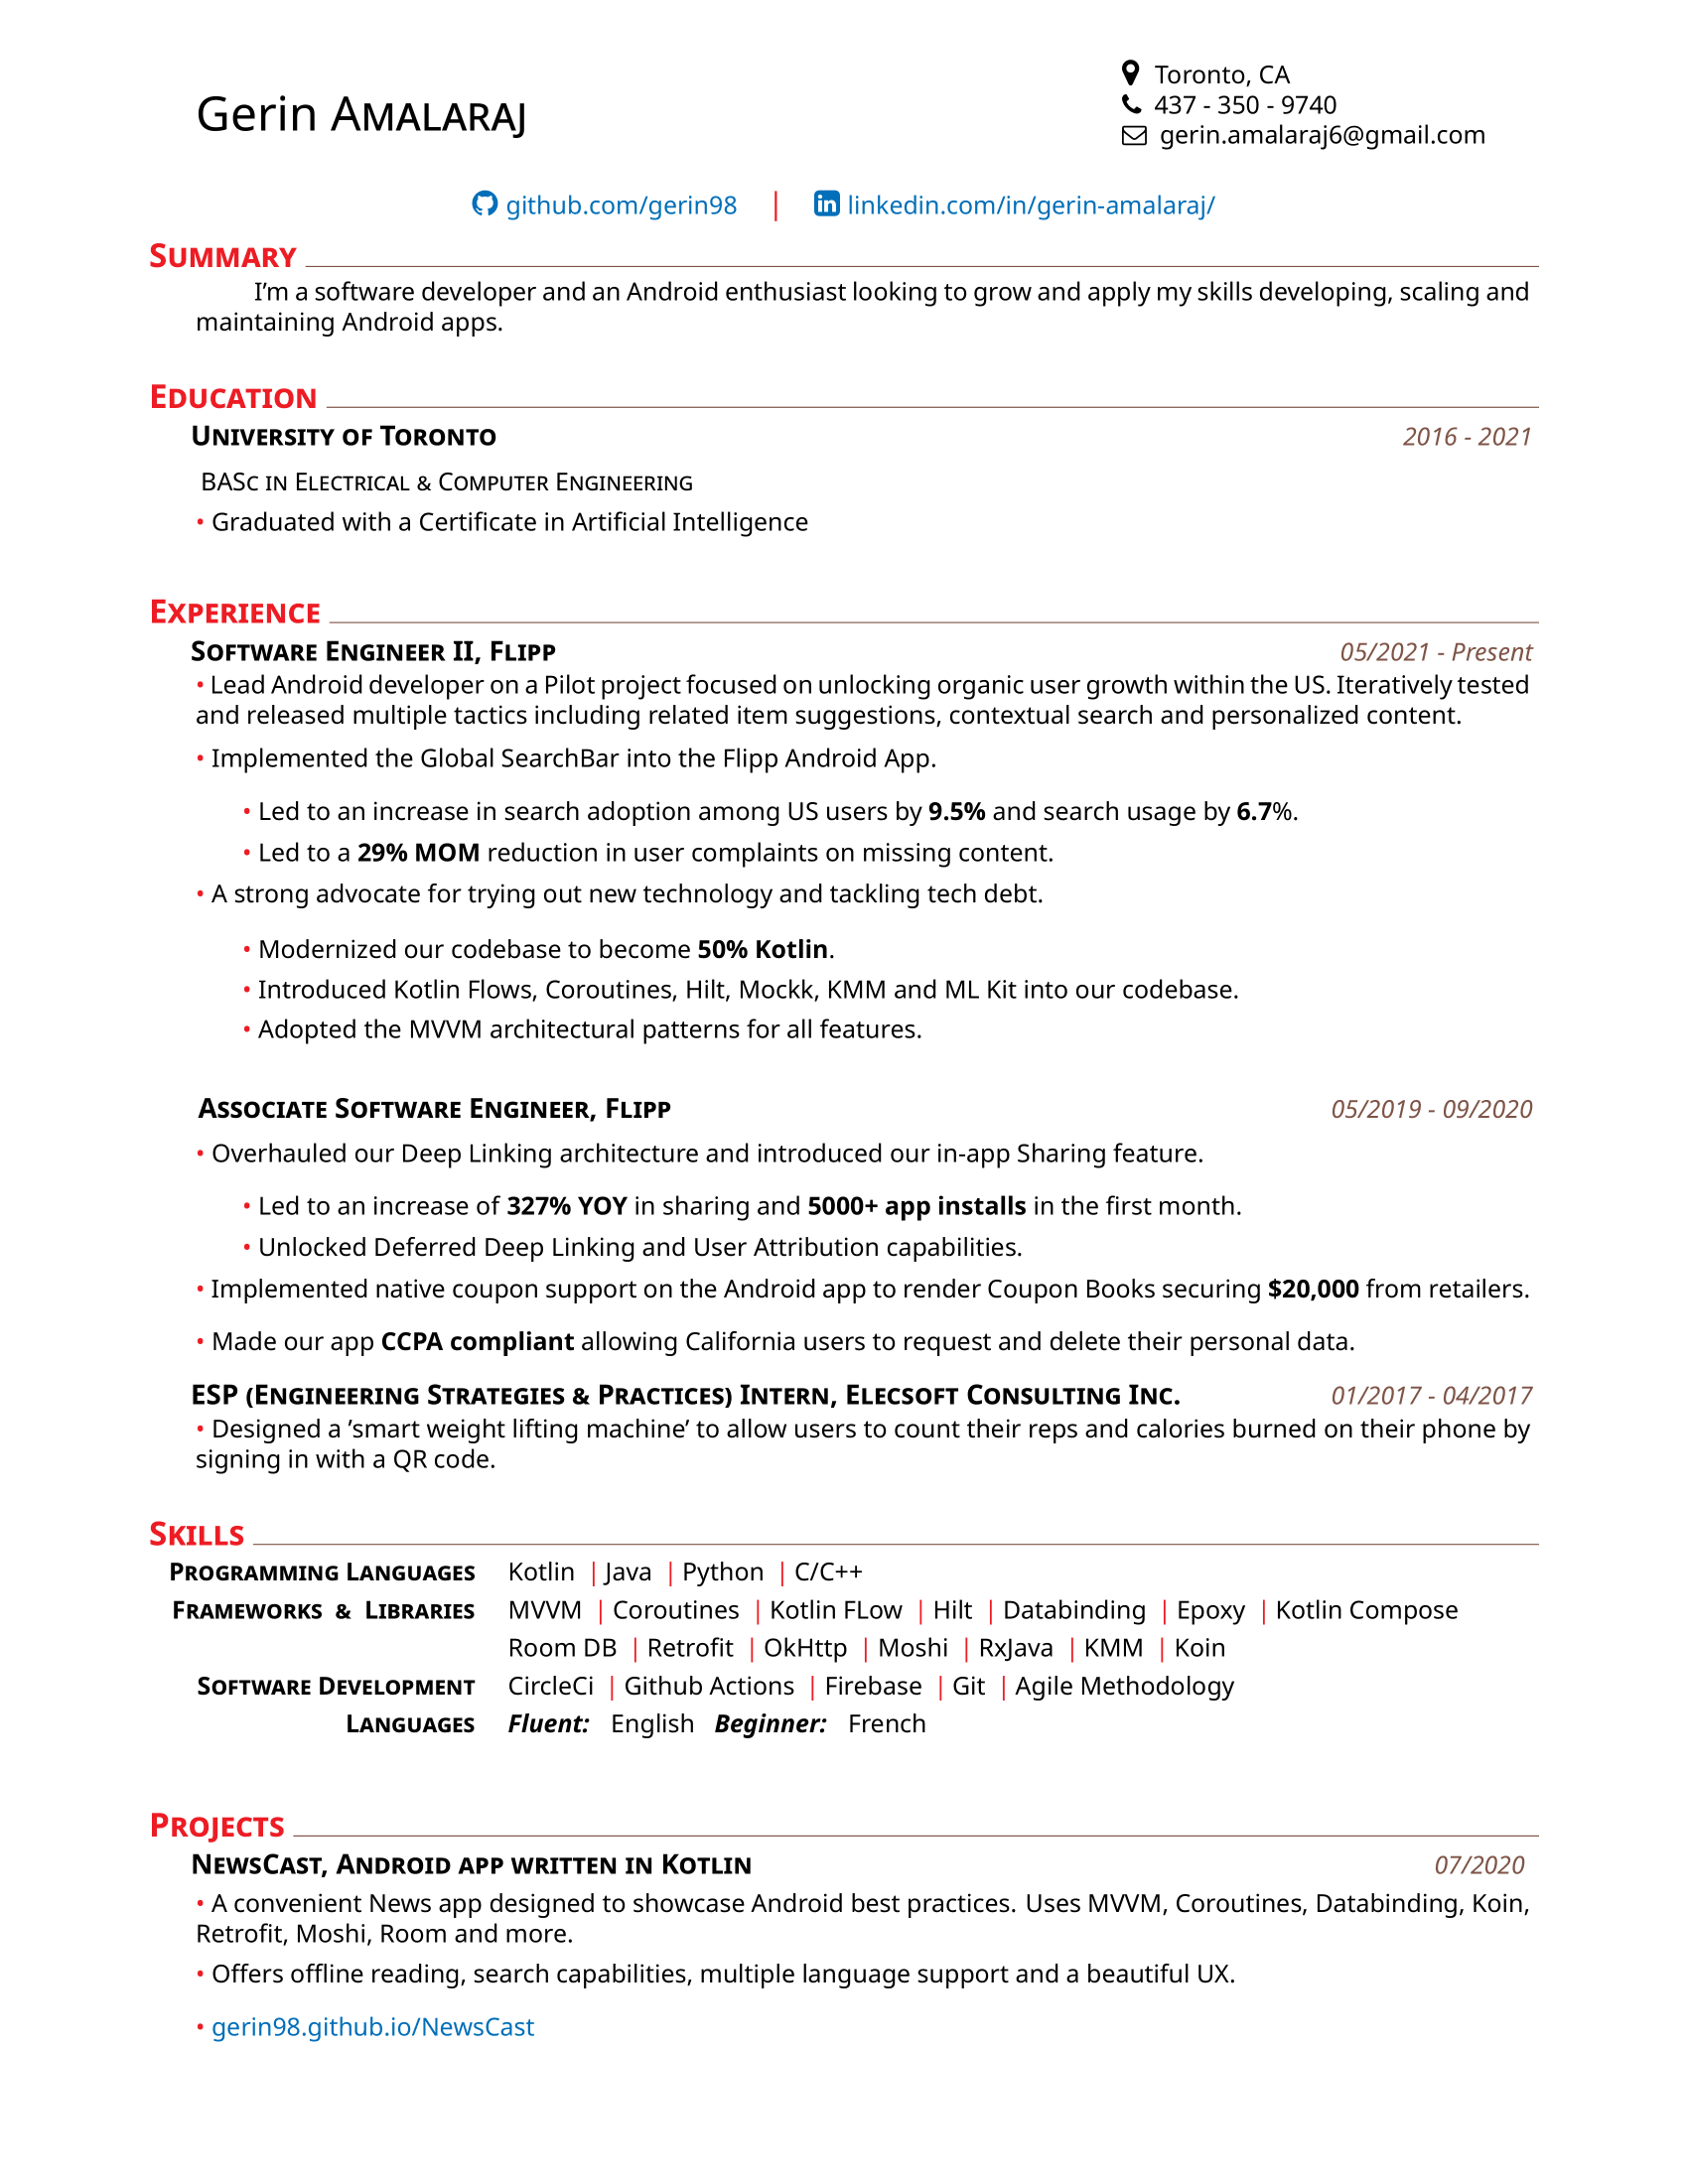 Gerin AMALARAJ
Toronto, CA
437 - 350 - 9740
gerin.amalaraj6@gmail.com
github.com/gerin98 | linkedin.com/in/gerin-amalaraj/
SUMMARY
I'm a software developer and an Android enthusiast looking to grow and apply my skills developing, scaling and
maintaining Android apps.
EDUCATION
UNIVERSITY OF TORONTO 2016 - 2021
BASC IN ELECTRICAL & COMPUTER ENGINEERING
• Graduated with a Certificate in Artificial Intelligence
EXPERIENCE
SOFTWARE ENGINEER II, FLIPP 05/2021 - Present
• Lead Android developer on a Pilot project focused on unlocking organic user growth within the US. Iteratively tested
and released multiple tactics including related item suggestions, contextual search and personalized content.
• Implemented the Global SearchBar into the Flipp Android App.
• Led to an increase in search adoption among US users by 9.5% and search usage by 6.7%.
• Led to a 29% MOM reduction in user complaints on missing content.
• A strong advocate for trying out new technology and tackling tech debt.
• Modernized our codebase to become 50% Kotlin.
• Introduced Kotlin Flows, Coroutines, Hilt, Mockk, KMM and ML Kit into our codebase.
• Adopted the MVVM architectural patterns for all features.
ASSOCIATE SOFTWARE ENGINEER, FLIPP 05/2019 - 09/2020
• Overhauled our Deep Linking architecture and introduced our in-app Sharing feature.
• Led to an increase of 327% YOY in sharing and 5000+ app installs in the first month.
• Unlocked Deferred Deep Linking and User Attribution capabilities.
• Implemented native coupon support on the Android app to render Coupon Books securing $20,000 from retailers.
• Made our app CCPA compliant allowing California users to request and delete their personal data.
ESP (ENGINEERING STRATEGIES & PRACTICES) INTERN, ELECSOFT CONSULTING INC. 01/2017 - 04/2017
• Designed a ’smart weight lifting machine’ to allow users to count their reps and calories burned on their phone by
signing in with a QR code.
SKILLS
PROGRAMMING LANGUAGES Kotlin | Java | Python | C/C++
FRAMEWORKS & LIBRARIES MVVM | Coroutines | Kotlin FLow | Hilt | Databinding | Epoxy | Kotlin Compose
Room DB | Retrofit | OkHttp | Moshi | RxJava | KMM | Koin
SOFTWARE DEVELOPMENT CircleCi | Github Actions | Firebase | Git | Agile Methodology
LANGUAGES Fluent: English Beginner: French
PROJECTS
NEWSCAST, ANDROID APP WRITTEN IN KOTLIN 07/2020
• A convenient News app designed to showcase Android best practices. Uses MVVM, Coroutines, Databinding, Koin,
Retrofit, Moshi, Room and more.
• Offers offline reading, search capabilities, multiple language support and a beautiful UX.
• gerin98.github.io/NewsCast